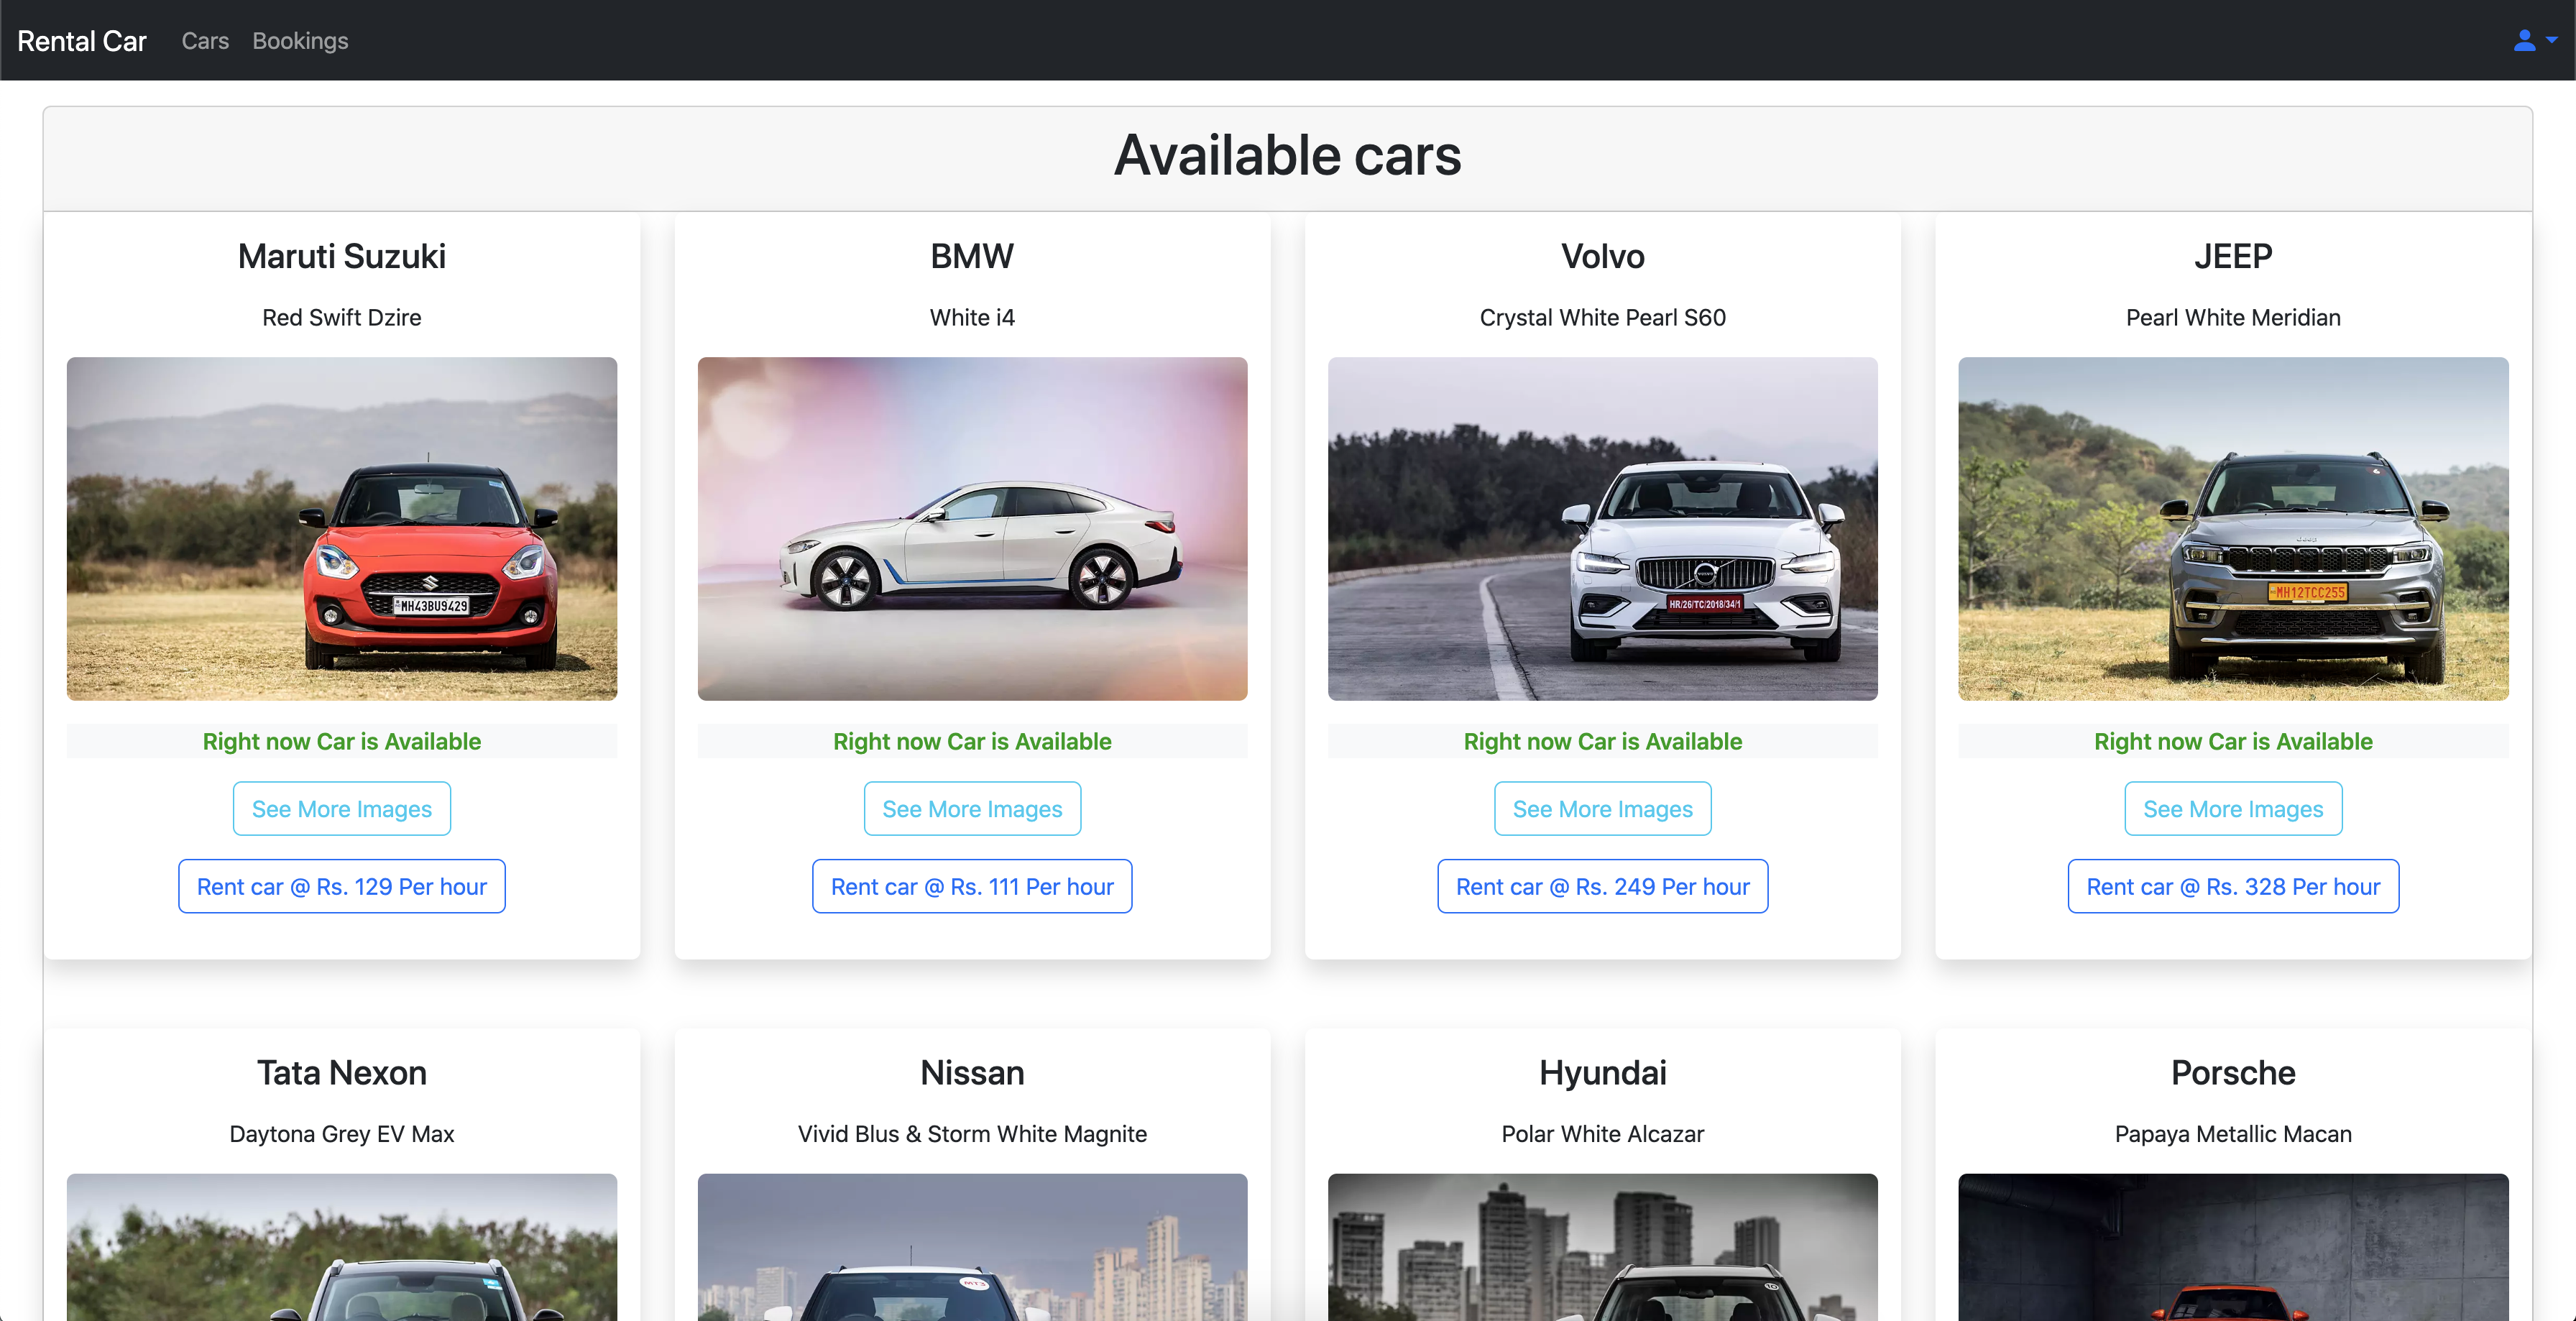 Rental Car
Cars
Bookings
Available cars
Maruti Suzuki
Red Swift Dzire
MH43BU9429
Right now Car is Available
See More Images
Rent car @ Rs. 129 Per hour
BMW
White i4
Right now Car is Available
See More Images
Rent car @ Rs. 111 Per hour
Volvo
Crystal White Pearl S60
HR/26/TC/2018/34/1
Right now Car is Available
See More Images
Rent car @ Rs. 249 Per hour
JEEP
Pearl White Meridian
Jeep
MH12TCC255
Right now Car is Available
See More Images
Rent car @ Rs. 328 Per hour
Tata Nexon
Daytona Grey EV Max
Nissan
Vivid Blus & Storm White Magnite
Hyundai
Polar White Alcazar
Porsche
Papaya Metallic Macan